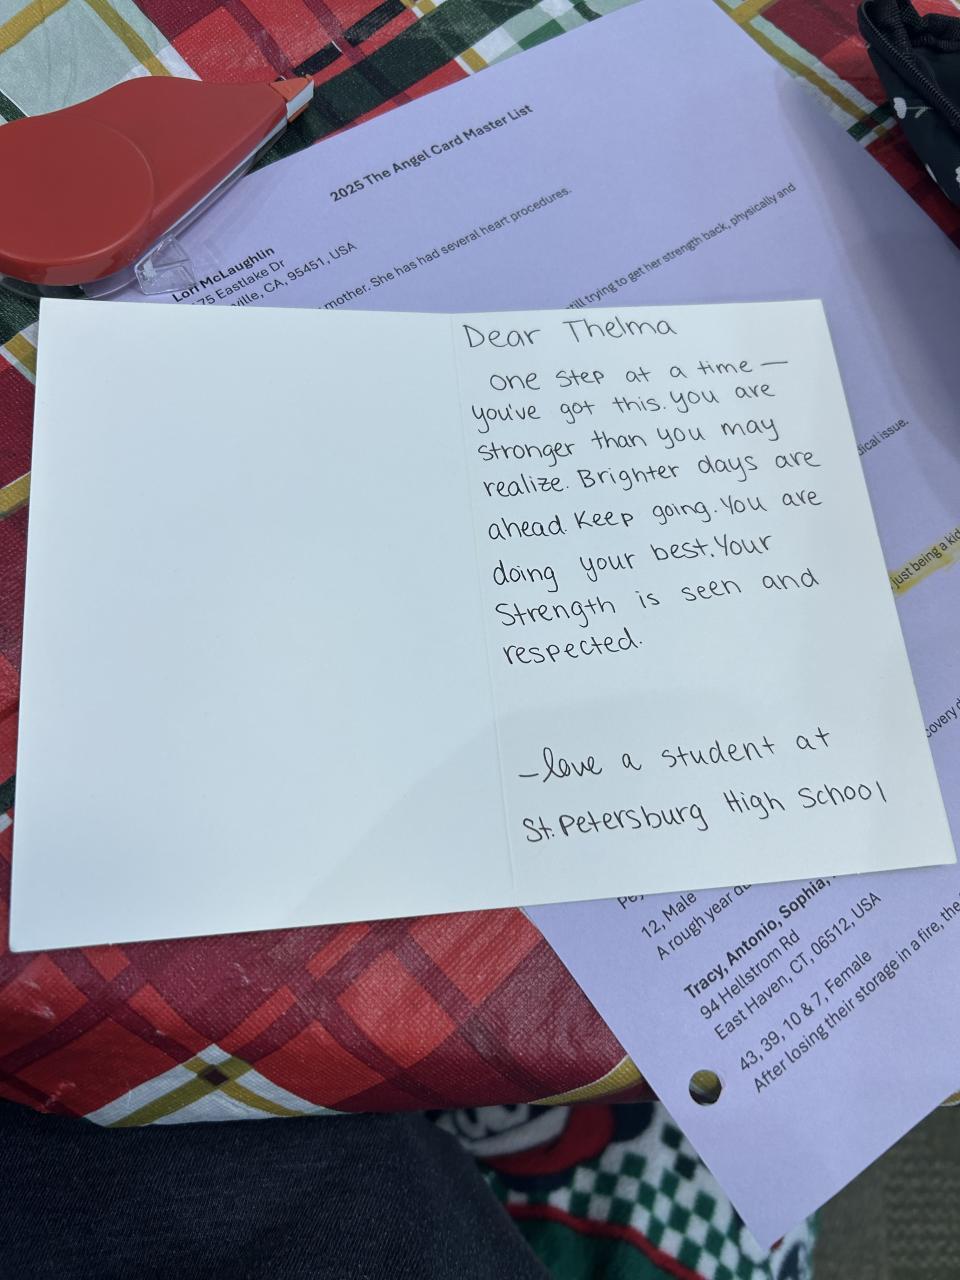 2025 The Angel Card Master List
Lori McLaughlin
75 Eastlake Dr
ville, CA, 95451, USA
mother. She has had several heart procedures.
still trying to get her strength back, physically and
issue.
just being a kid
Dear Thelma
one step at a time —
you've got this. you are
stronger than you may
realize. Brighter days are
ahead. Keep going. You are
doing your best. Your
Strength is seen and
respected.
– love a student at
St. Petersburg High School
12, Male
A rough year
Tracy, Antonio, Sophia,
94 Hellstrom Rd
East Haven, CT, 06512, USA
43, 39, 10 & 7, Female
After losing their storage in a fire, the